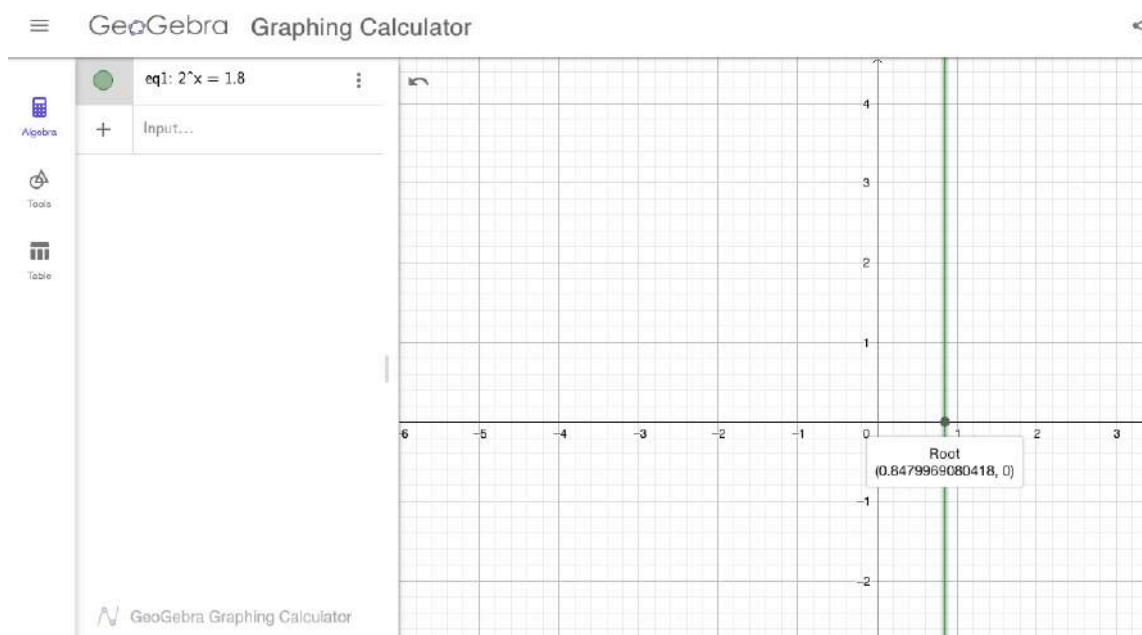 GeoGebra Graphing Calculator
eq1: 2^x = 1.8
Algebra
+ Input...
Tools
Table
4
3
2
1
-6 -5 -4 -3 -2 -1 0 1 2 3
Root
(0.8479969080418, 0)
-1
-2
GeoGebra Graphing Calculator